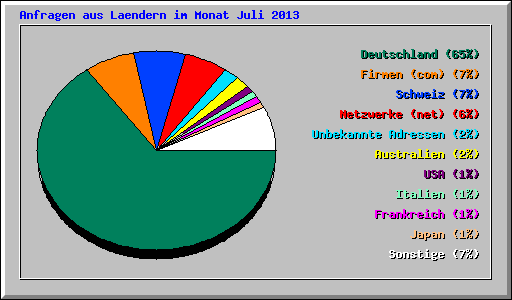 Anfragen aus Laendern im Monat Juli 2013
Deutschland (65%)
Firmen (com) (7%)
Schweiz (7%)
Netzwerke (net) (6%)
Unbekannte Adressen (2%)
Australien (2%)
USA (1%)
Italien (1%)
Frankreich (1%)
Japan (1%)
Sonstige (7%)